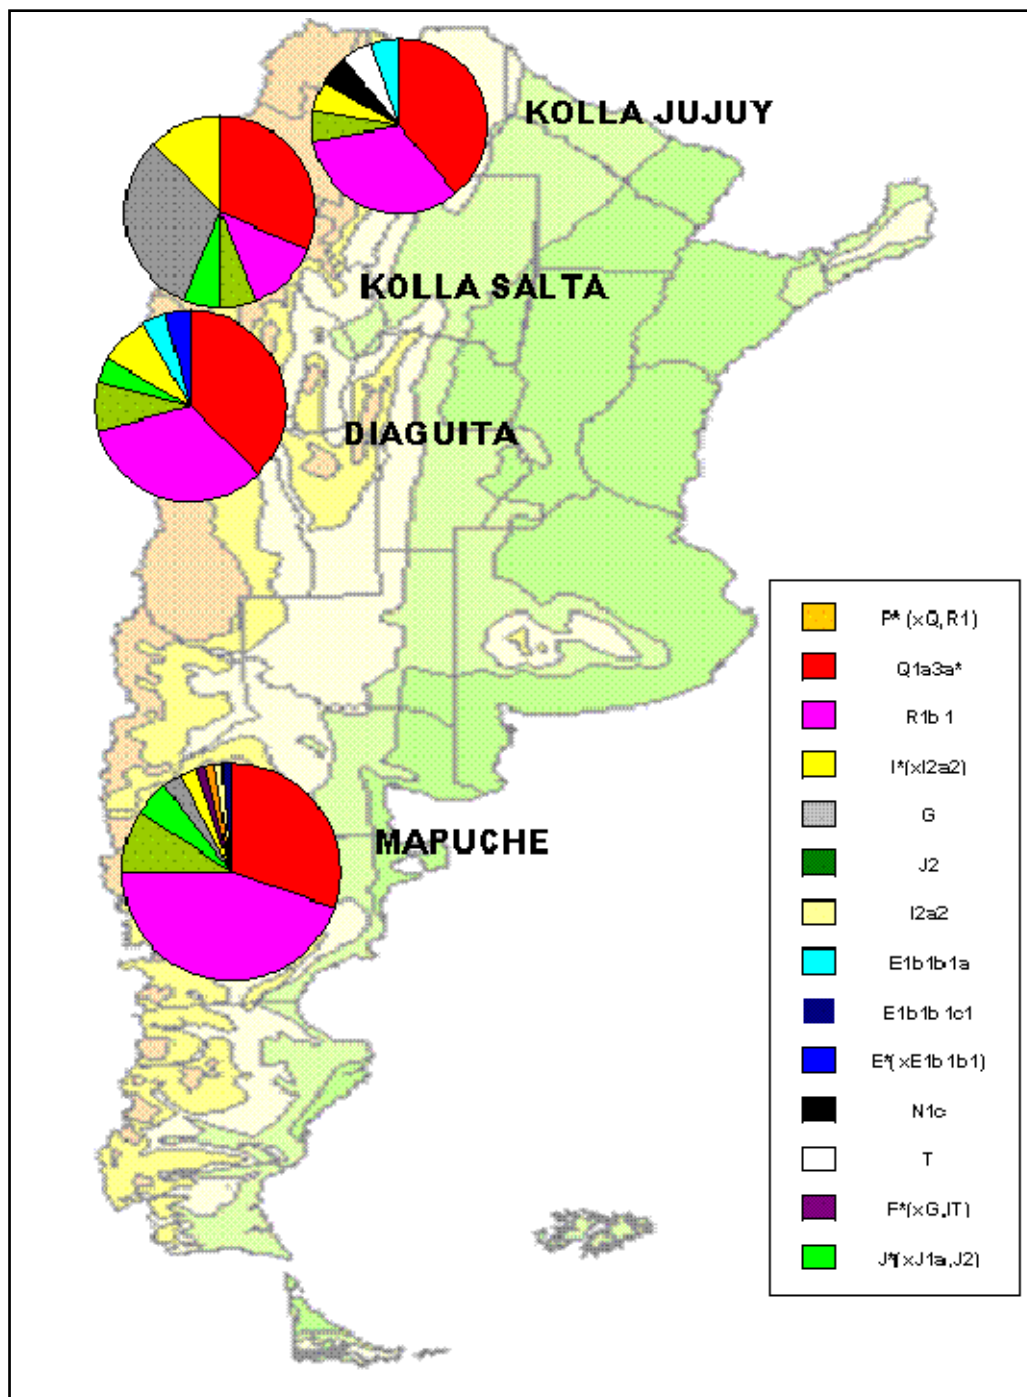 KOLLA JUJUY
KOLLA SALTA
DIAGUITA
MAPUCHE
P* (xQ,R1)
Q1a3a*
R1b1
I*(xI2a2)
G
J2
I2a2
E1b1b1a
E1b1b1c1
E*(xE1b1b1)
N1c
T
F*(xG,IT)
J*(xJ1a,J2)